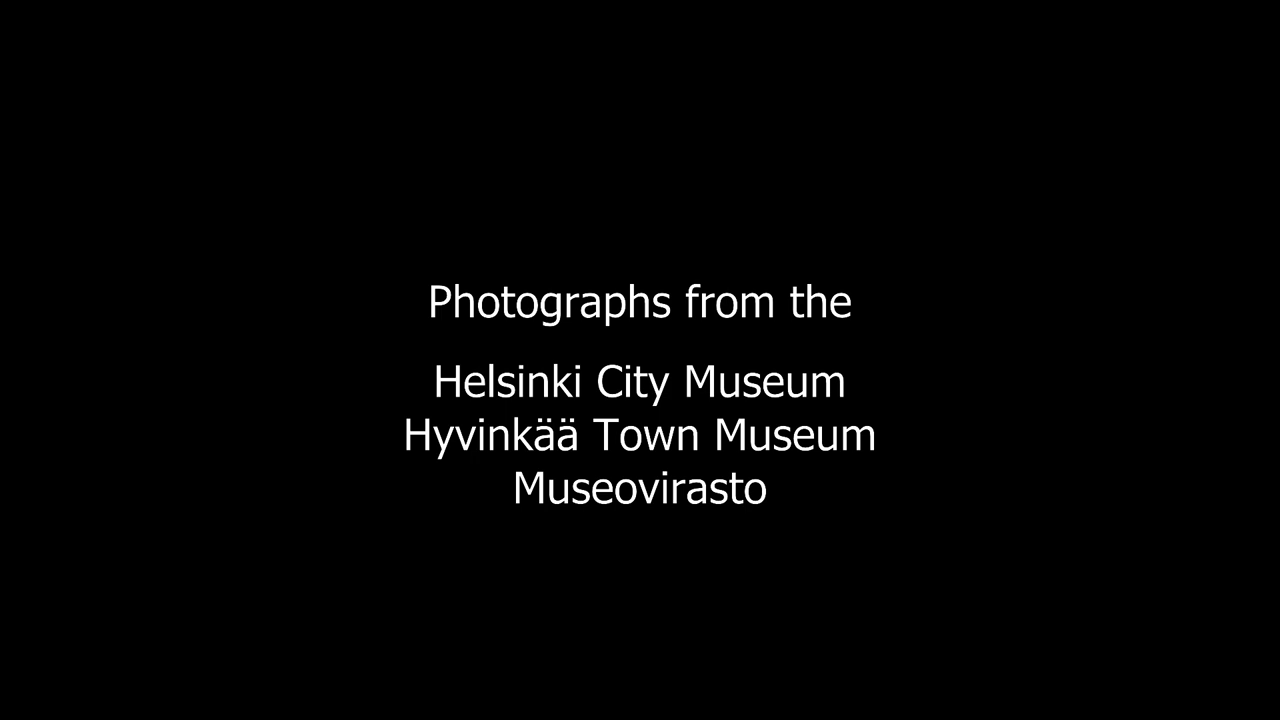 Photographs from the
Helsinki City Museum
Hyvinkää Town Museum
Museovirasto